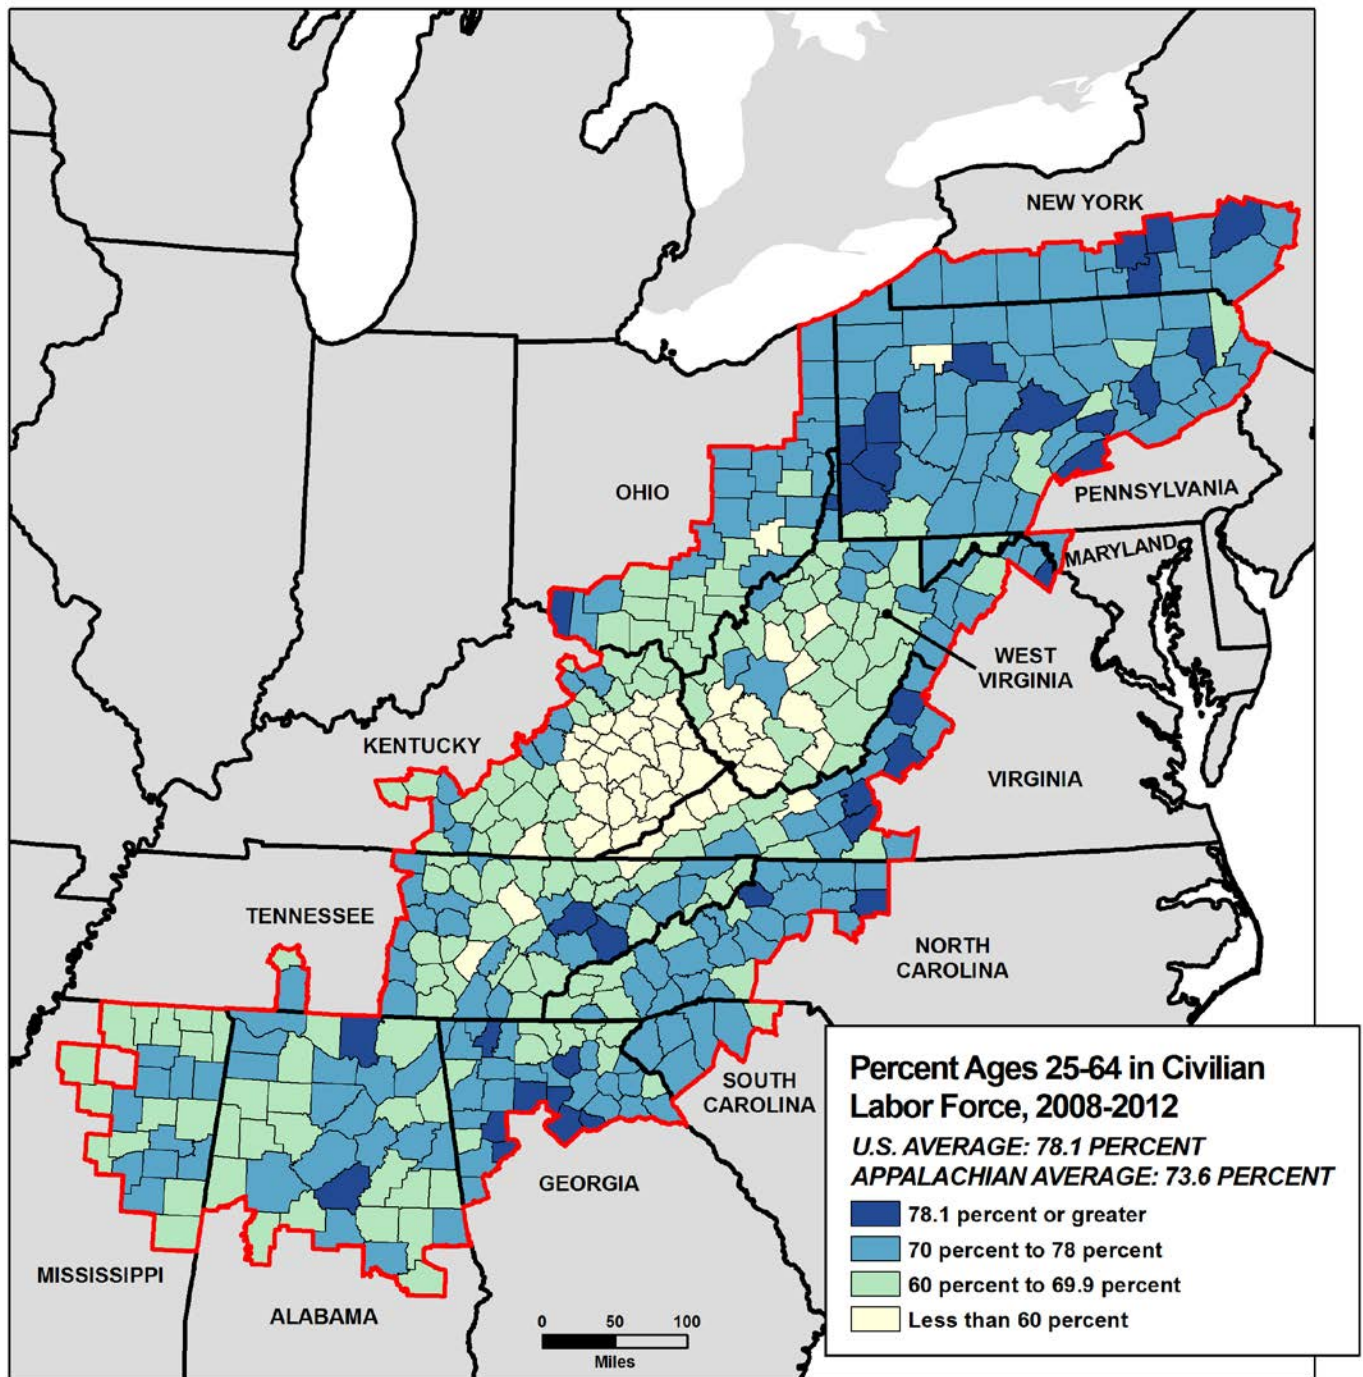 NEW YORK
OHIO
PENNSYLVANIA
MARYLAND
WEST
VIRGINIA
KENTUCKY
VIRGINIA
TENNESSEE
NORTH
CAROLINA
SOUTH
CAROLINA
GEORGIA
MISSISSIPPI
ALABAMA
0 50 100
Miles
Percent Ages 25-64 in Civilian
Labor Force, 2008-2012
U.S. AVERAGE: 78.1 PERCENT
APPALACHIAN AVERAGE: 73.6 PERCENT
78.1 percent or greater
70 percent to 78 percent
60 percent to 69.9 percent
Less than 60 percent